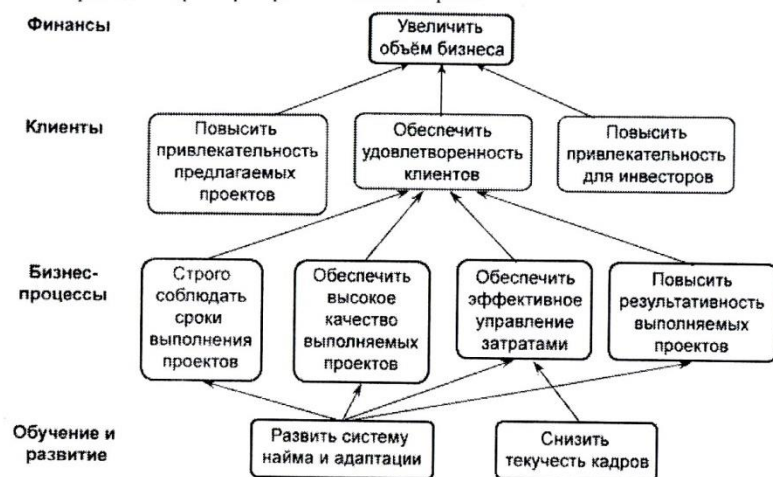 Финансы
Увеличить
объём бизнеса
Клиенты
Повысить
привлекательность
предлагаемых
проектов
Обеспечить
удовлетворенность
клиентов
Повысить
привлекательность
для инвесторов
Бизнес-
процессы
Строго
соблюдать
сроки
выполнения
проектов
Обеспечить
высокое
качество
выполняемых
проектов
Обеспечить
эффективное
управление
затратами
Повысить
результативность
выполняемых
проектов
Обучение и
развитие
Развить систему
найма и адаптации
Снизить
текучесть кадров